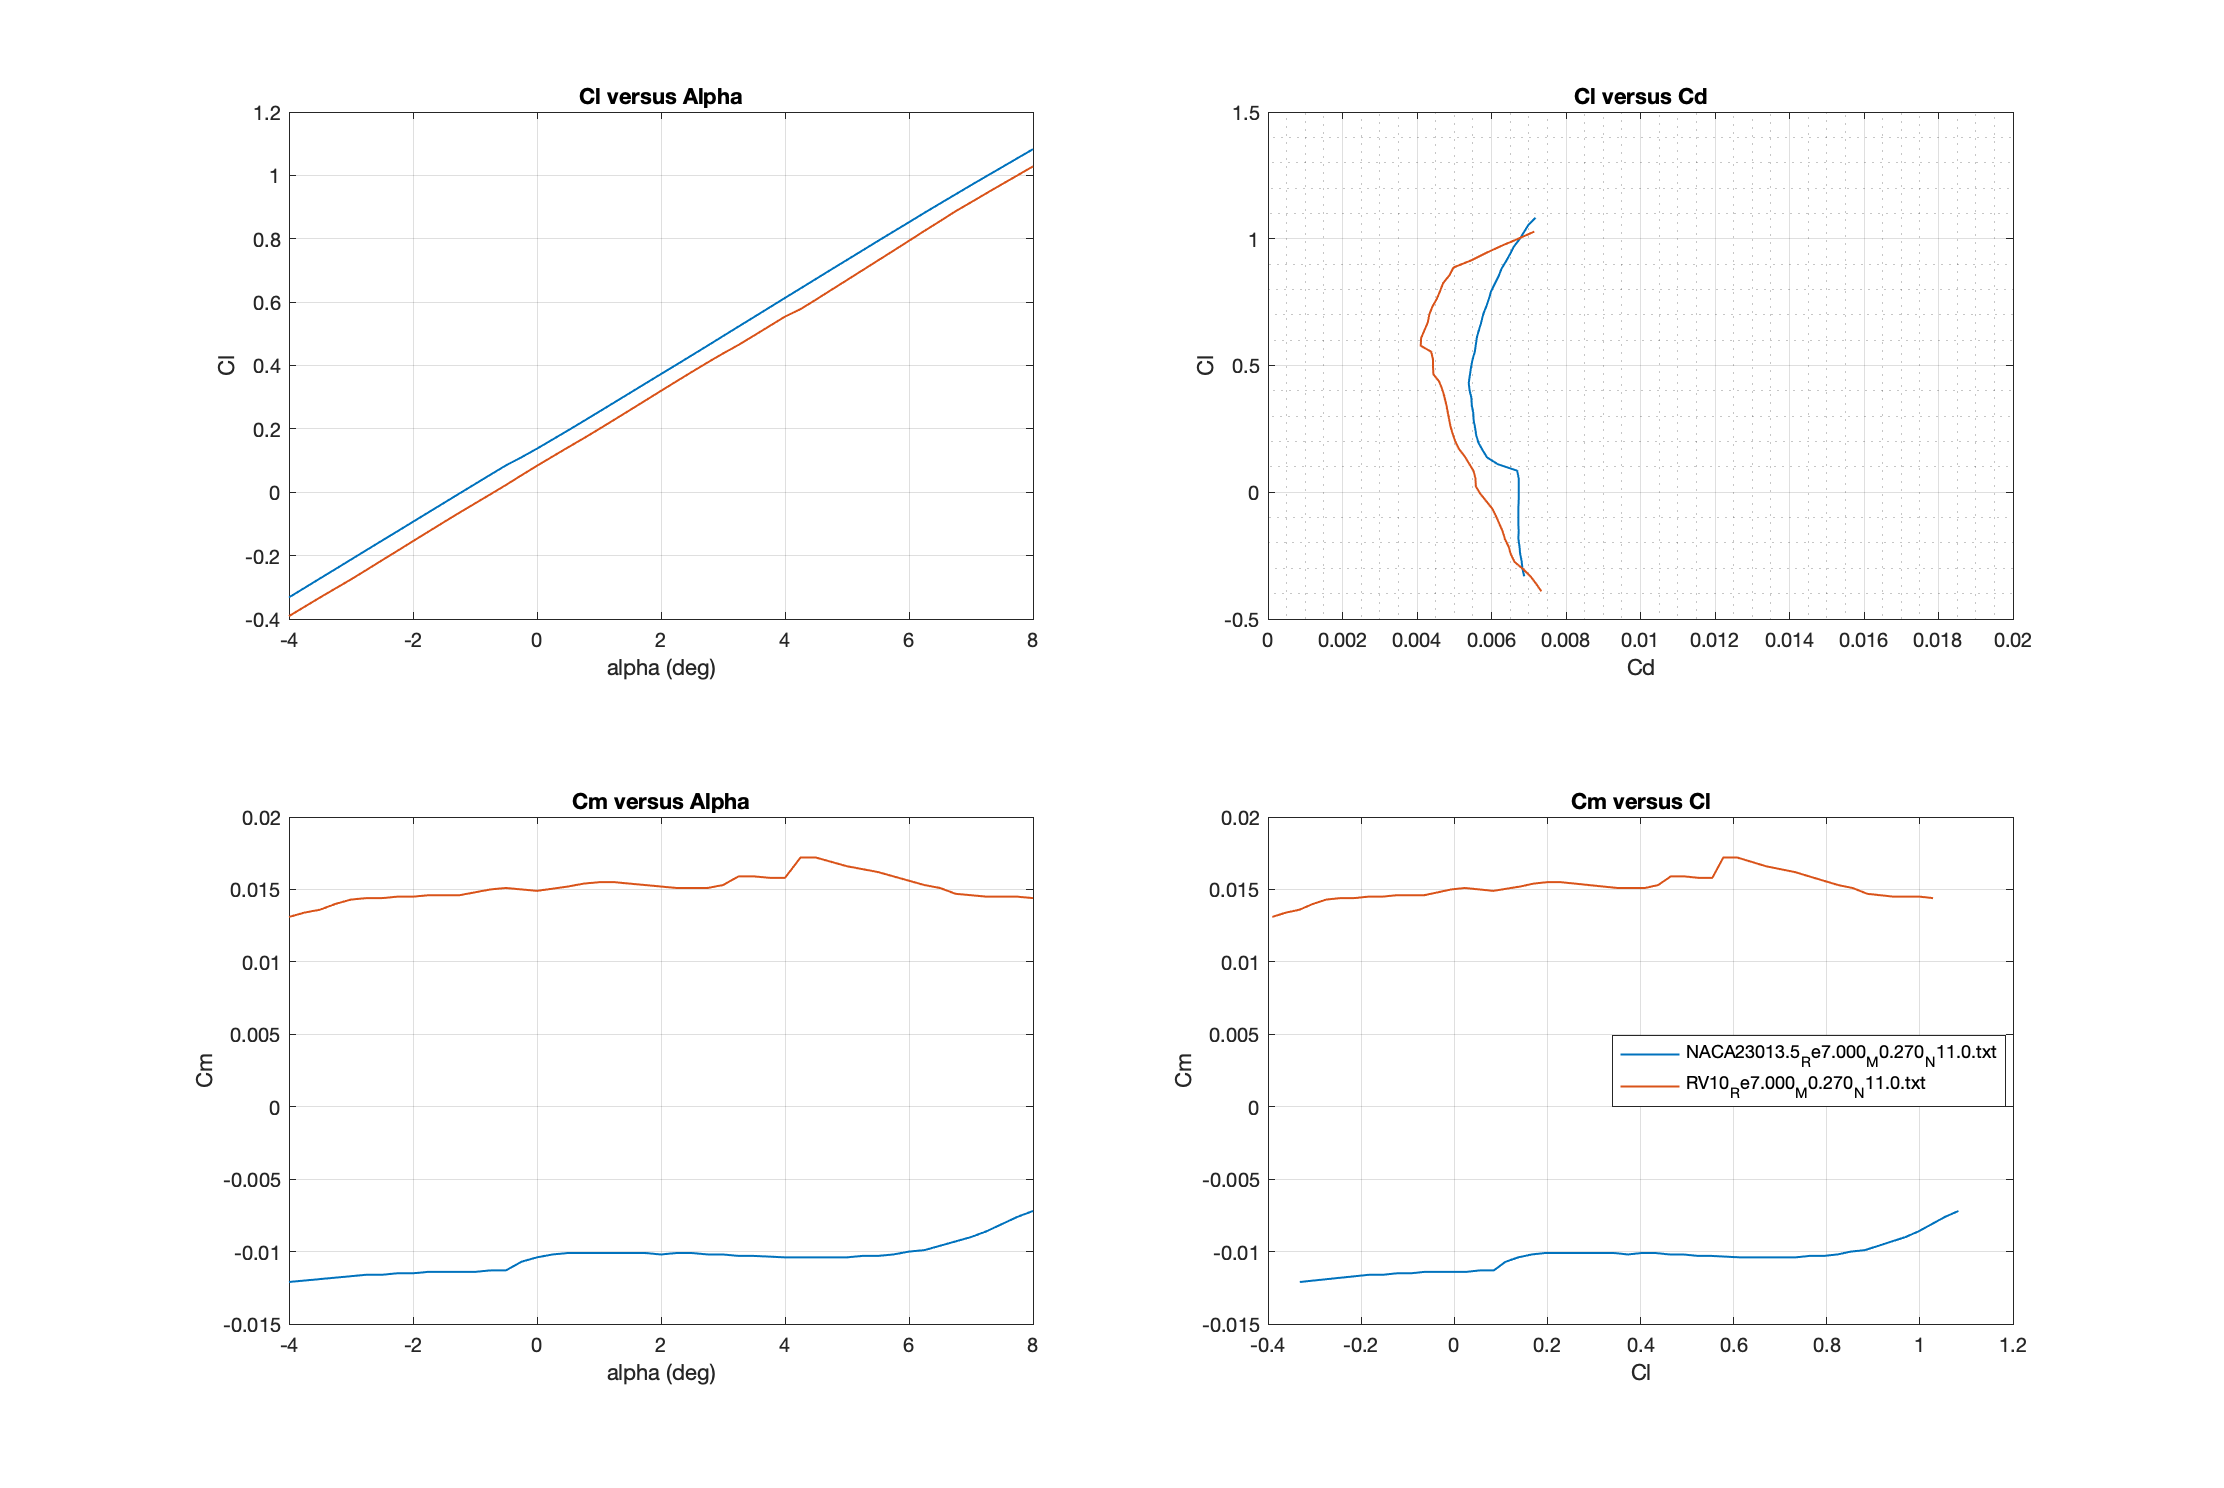 Cl versus Alpha
1.2
1
0.8
0.6
0.4
0.2
0
-0.2
-0.4
Cl
-4 -2 0 2 4 6 8
alpha (deg)
Cl versus Cd
1.5
1
0.5
0
-0.5
Cl
0 0.002 0.004 0.006 0.008 0.01 0.012 0.014 0.016 0.018 0.02
Cd
Cm versus Alpha
0.02
0.015
0.01
0.005
0
-0.005
-0.01
-0.015
Cm
-4 -2 0 2 4 6 8
alpha (deg)
Cm versus Cl
0.02
0.015
0.01
0.005
0
-0.005
-0.01
-0.015
Cm
NACA23013.5Re7.000M0.270N11.0.txt
RV10Re7.000M0.270N11.0.txt
-0.4 -0.2 0 0.2 0.4 0.6 0.8 1 1.2
Cl